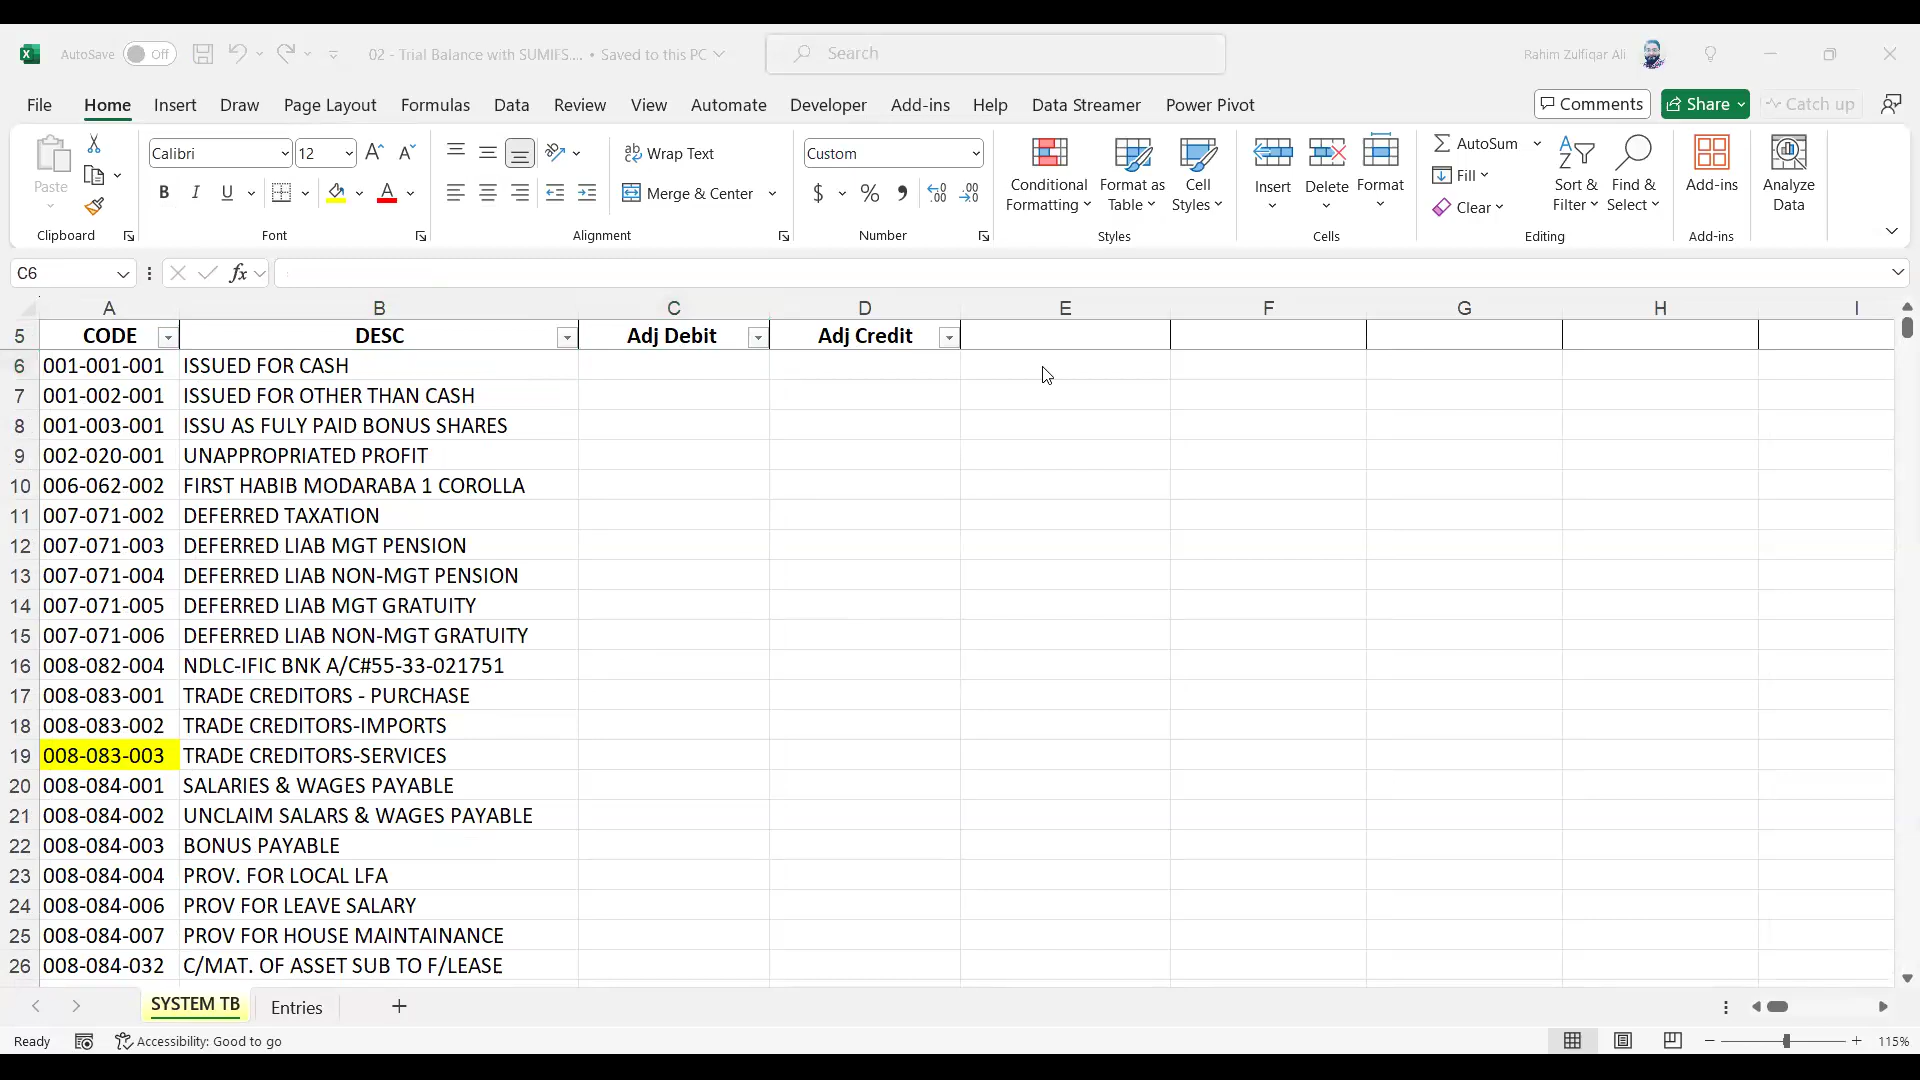 AutoSave Off 02 - Trial Balance with SUMIFS.... • Saved to this PC Search Rahim Zulfiqar Ali
File Home Insert Draw Page Layout Formulas Data Review View Automate Developer Add-ins Help Data Streamer Power Pivot Comments Share Catch up
Paste
Clipboard
Calibri 12
B I U
Font
Wrap Text
Merge & Center
Alignment
Custom
$ % ,
Number
Conditional Formatting
Format as Table
Cell Styles
Styles
Insert
Delete
Format
Cells
AutoSum
Fill
Clear
Sort & Filter
Find & Select
Editing
Add-ins
Add-ins
Analyze Data
C6 fx
A B C D E F G H I
5 CODE DESC Adj Debit Adj Credit
6 001-001-001 ISSUED FOR CASH
7 001-002-001 ISSUED FOR OTHER THAN CASH
8 001-003-001 ISSU AS FULY PAID BONUS SHARES
9 002-020-001 UNAPPROPRIATED PROFIT
10 006-062-002 FIRST HABIB MODARABA 1 COROLLA
11 007-071-002 DEFERRED TAXATION
12 007-071-003 DEFERRED LIAB MGT PENSION
13 007-071-004 DEFERRED LIAB NON-MGT PENSION
14 007-071-005 DEFERRED LIAB MGT GRATUITY
15 007-071-006 DEFERRED LIAB NON-MGT GRATUITY
16 008-082-004 NDLC-IFIC BNK A/C#55-33-021751
17 008-083-001 TRADE CREDITORS - PURCHASE
18 008-083-002 TRADE CREDITORS-IMPORTS
19 008-083-003 TRADE CREDITORS-SERVICES
20 008-084-001 SALARIES & WAGES PAYABLE
21 008-084-002 UNCLAIM SALARS & WAGES PAYABLE
22 008-084-003 BONUS PAYABLE
23 008-084-004 PROV. FOR LOCAL LFA
24 008-084-006 PROV FOR LEAVE SALARY
25 008-084-007 PROV FOR HOUSE MAINTAINANCE
26 008-084-032 C/MAT. OF ASSET SUB TO F/LEASE
SYSTEM TB Entries
Ready Accessibility: Good to go 115%